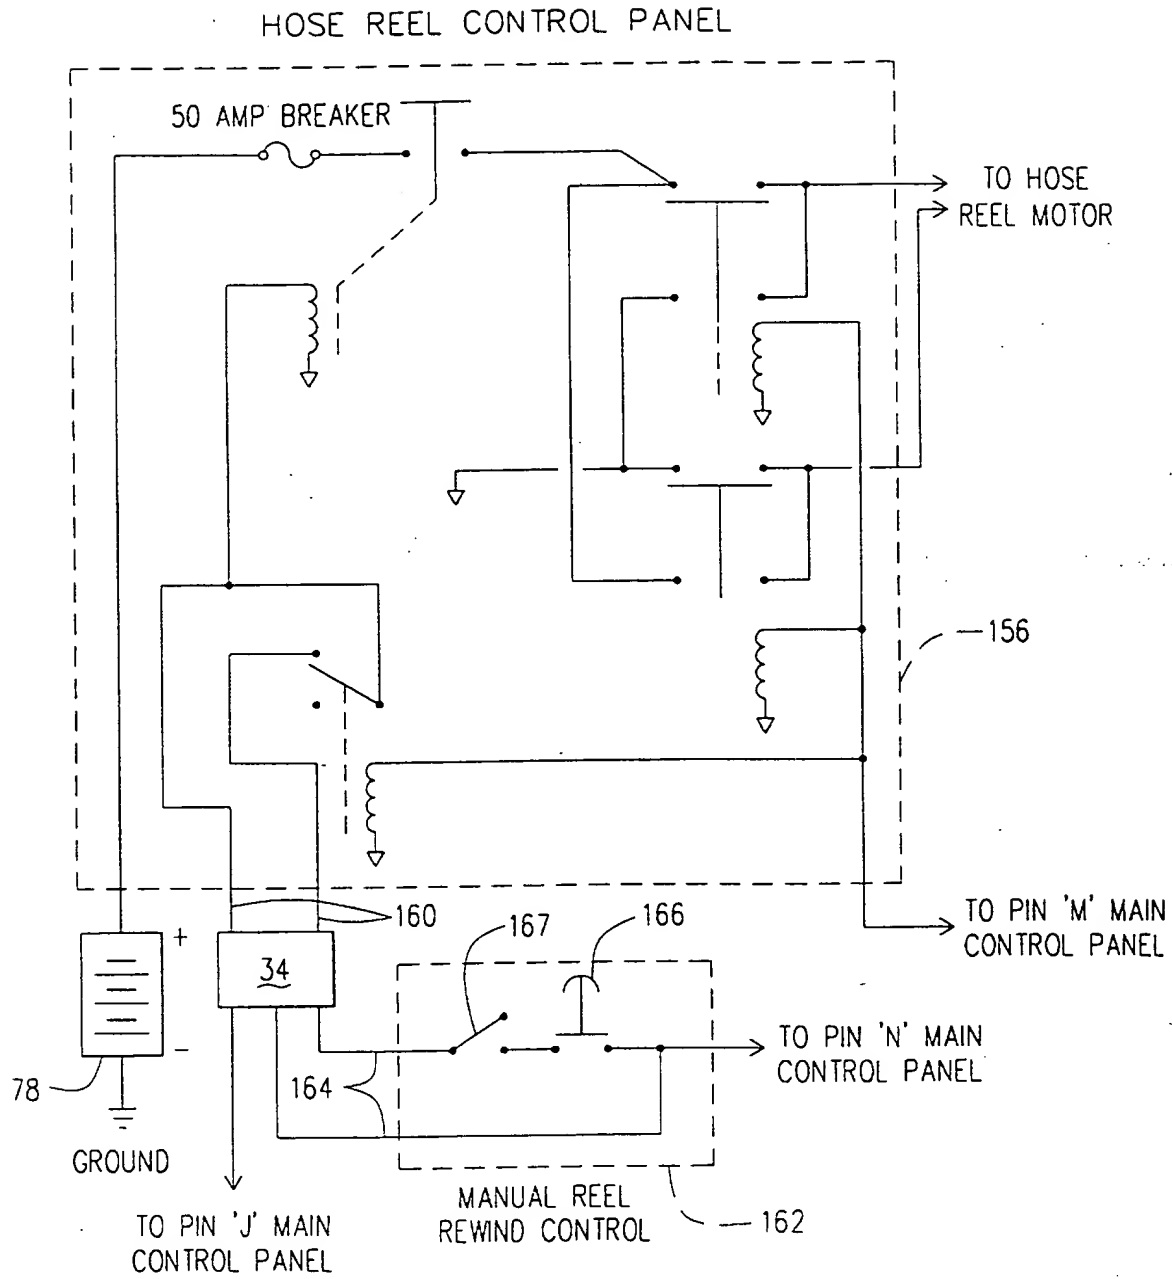 HOSE REEL CONTROL PANEL
50 AMP BREAKER
TO HOSE
REEL MOTOR
156
160
167
166
TO PIN 'M' MAIN
CONTROL PANEL
+
34
−
78
164
TO PIN 'N' MAIN
CONTROL PANEL
GROUND
MANUAL REEL
REWIND CONTROL
162
TO PIN 'J' MAIN
CONTROL PANEL